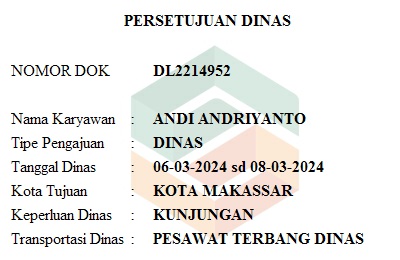 PERSETUJUAN DINAS
NOMOR DOK DL2214952
Nama Karyawan : ANDI ANDRIYANTO
Tipe Pengajuan : DINAS
Tanggal Dinas : 06-03-2024 sd 08-03-2024
Kota Tujuan : KOTA MAKASSAR
Keperluan Dinas : KUNJUNGAN
Transportasi Dinas : PESAWAT TERBANG DINAS